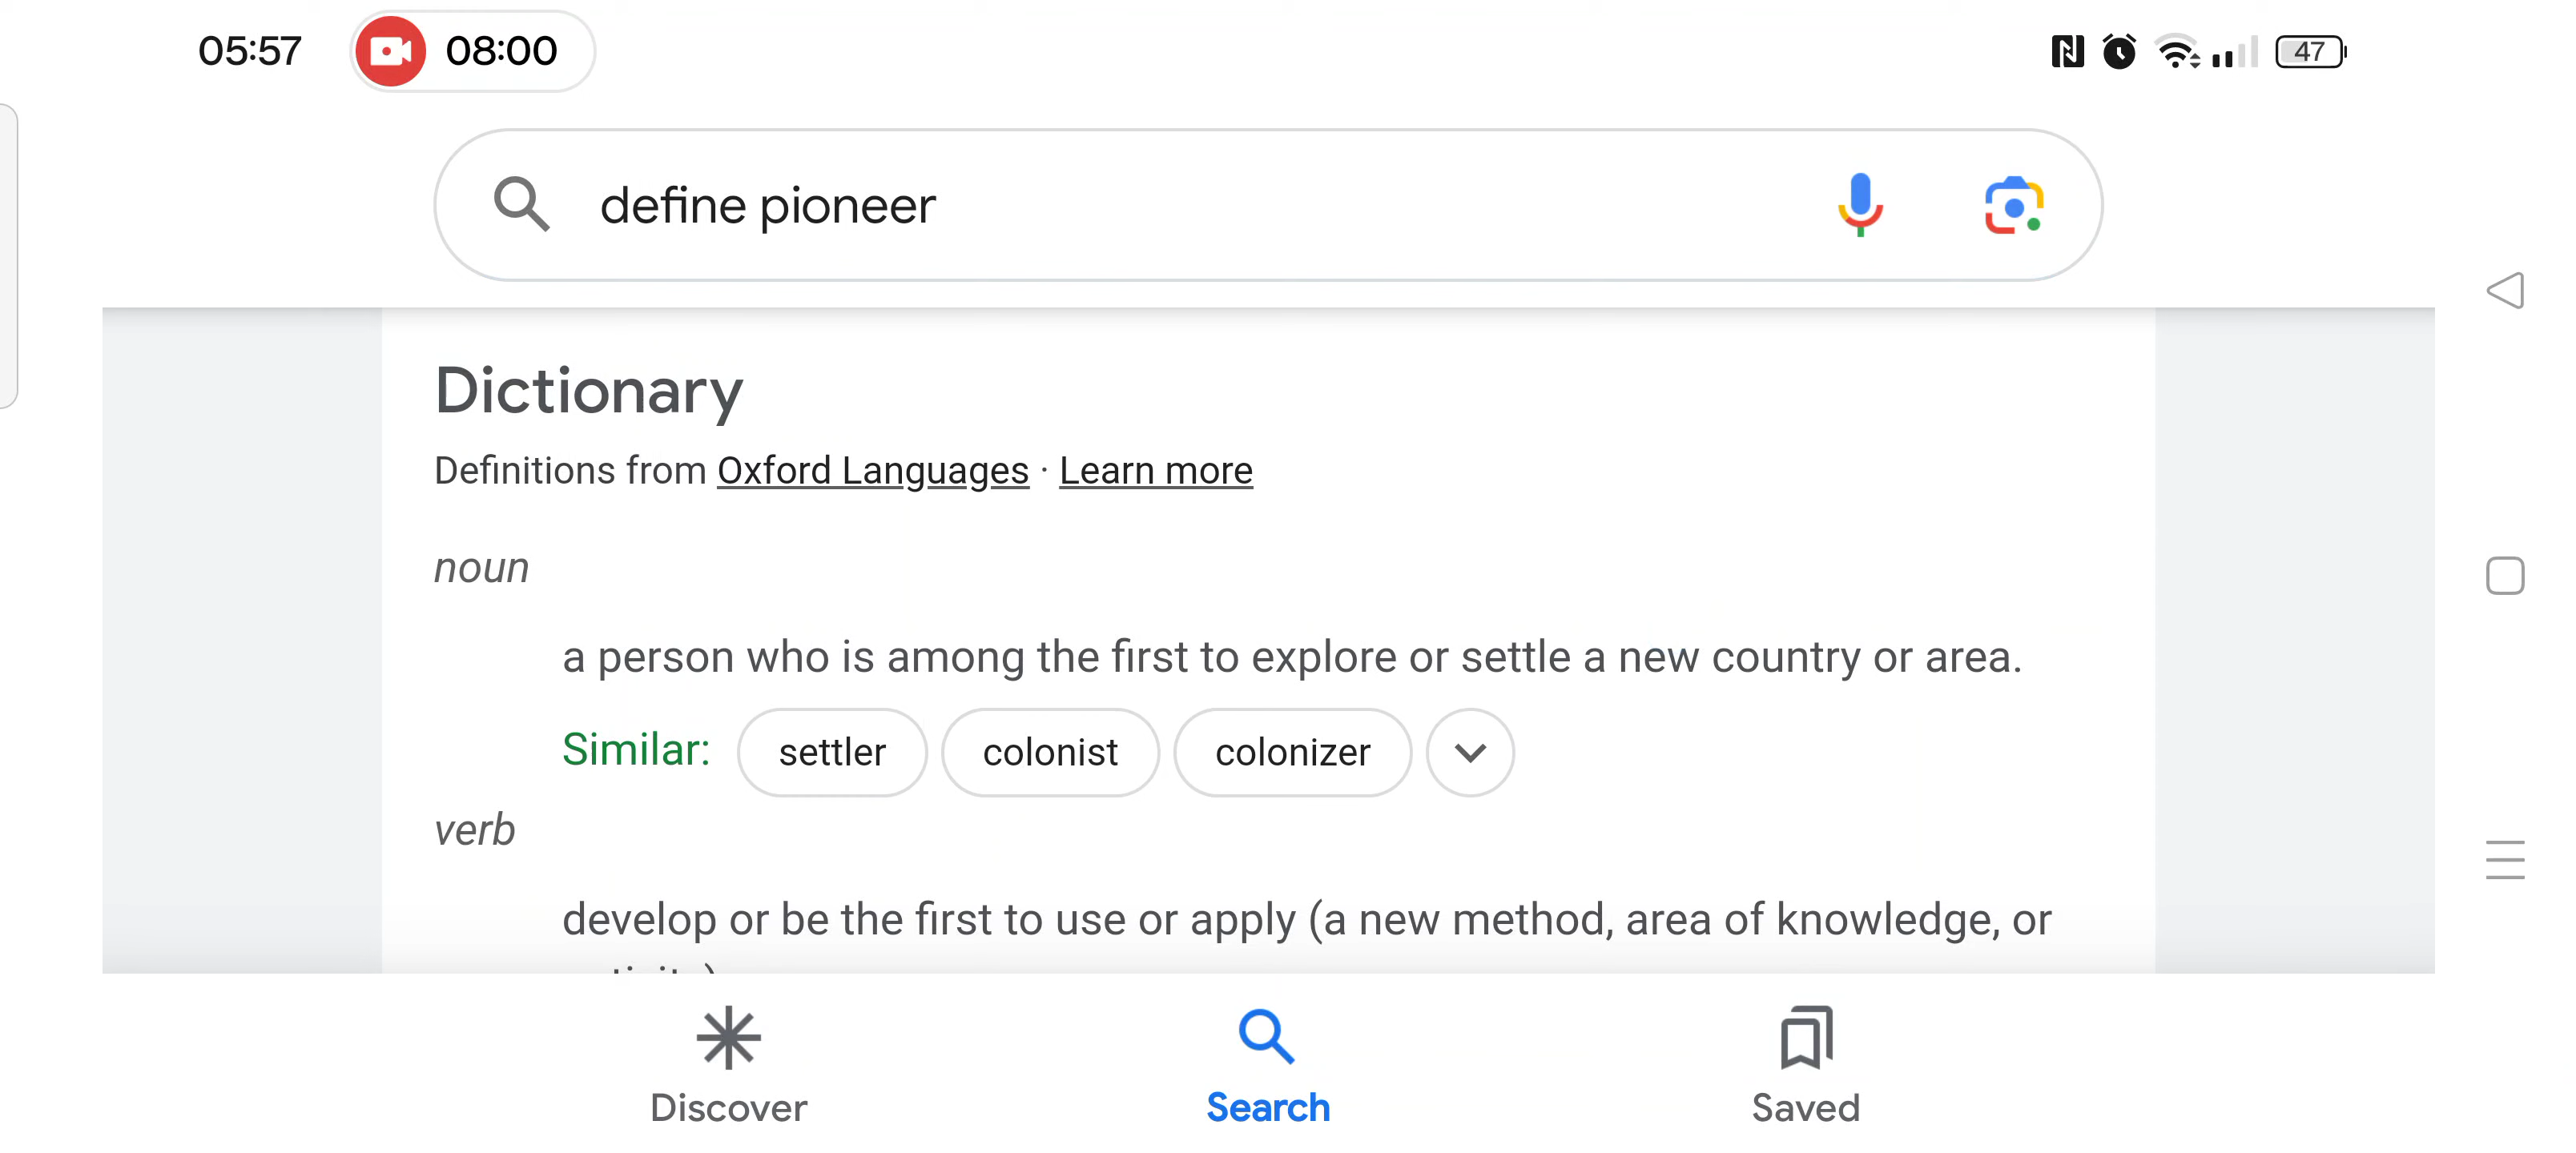 05:57 08:00 47
define pioneer
Dictionary
Definitions from Oxford Languages · Learn more
noun
a person who is among the first to explore or settle a new country or area.
Similar: settler colonist colonizer
verb
develop or be the first to use or apply (a new method, area of knowledge, or
Discover Search Saved